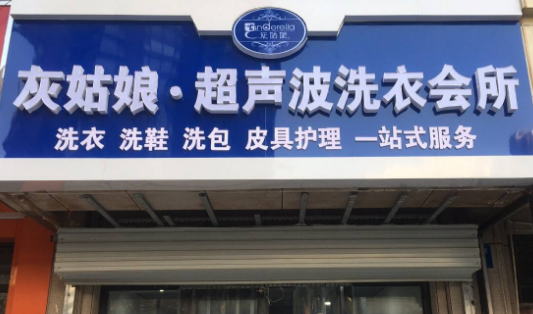 Cinderella
灰姑娘
灰姑娘·超声波洗衣会所
洗衣 洗鞋 洗包 皮具护理 一站式服务